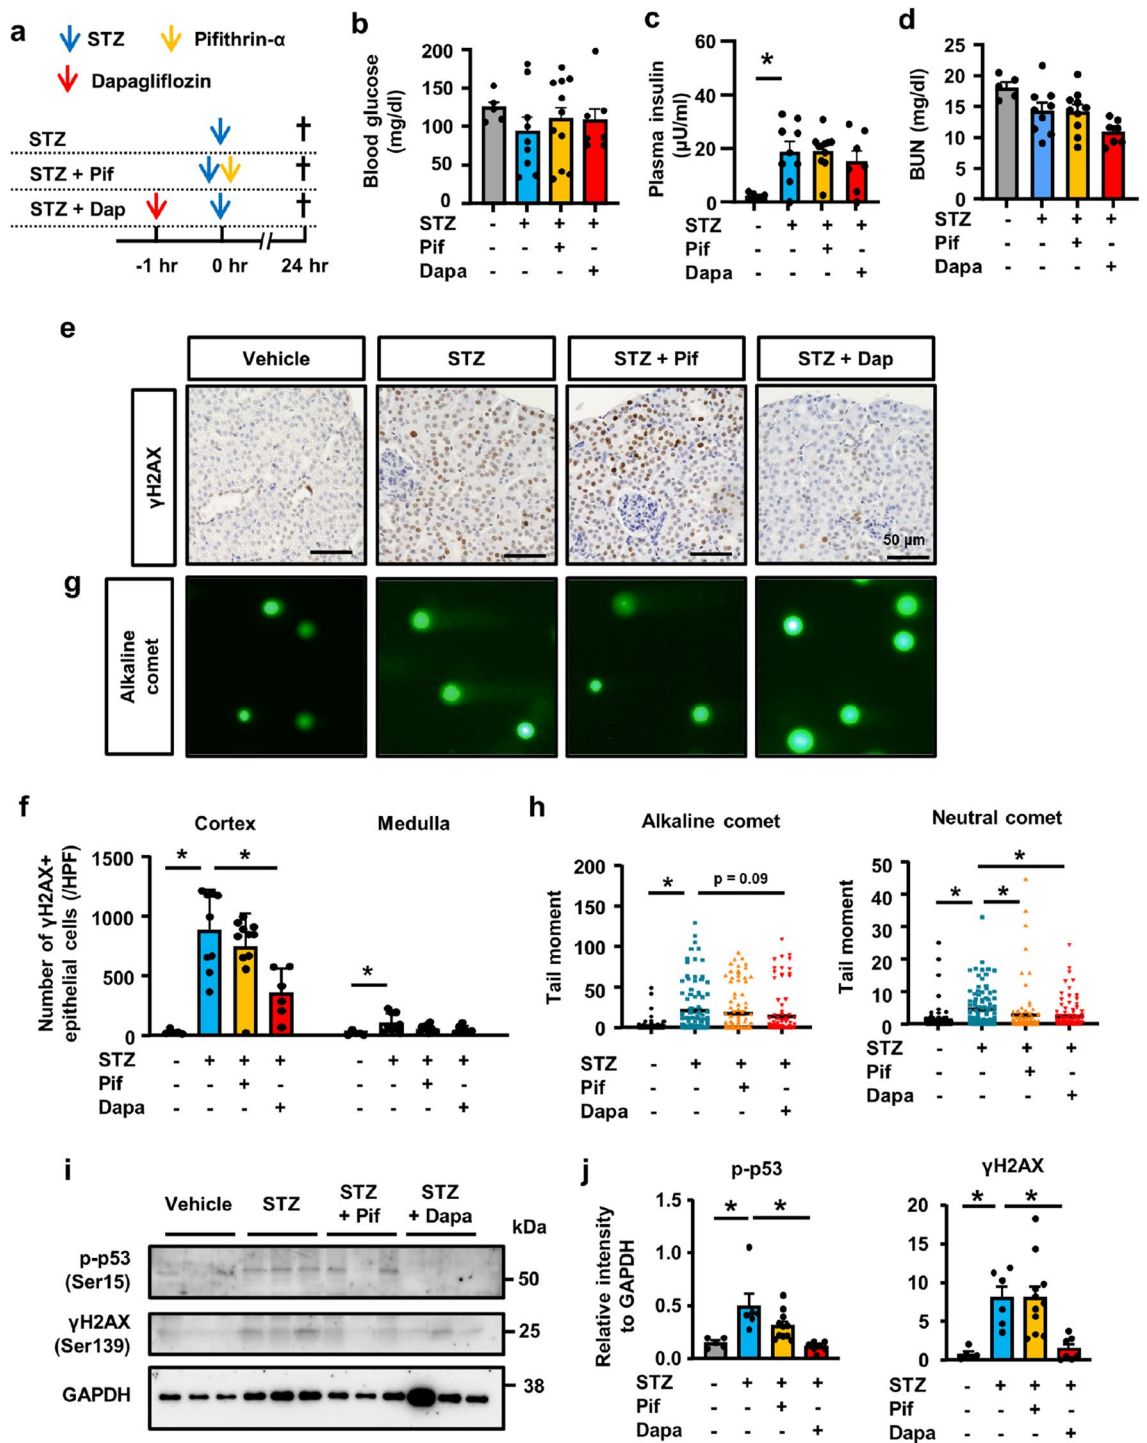 a
STZ
Pifithrin-α
Dapagliflozin
STZ
STZ + Pif
STZ + Dap
-1 hr
0 hr
24 hr
b
Blood glucose
(mg/dl)
200
150
100
50
0
STZ - + + +
Pif - - + -
Dapa - - - +
c
Plasma insulin
(μU/ml)
60
40
20
0
*
STZ - + + +
Pif - - + -
Dapa - - - +
d
BUN (mg/dl)
25
20
15
10
5
0
STZ - + + +
Pif - - + -
Dapa - - - +
e
Vehicle
STZ
STZ + Pif
STZ + Dap
γH2AX
50 μm
g
Alkaline
comet
f
Cortex
Medulla
Number of γH2AX+
epithelial cells (/HPF)
1500
1000
500
0
* * *
STZ - + + + - + + +
Pif - - + - - - + -
Dapa - - - + - - - +
h
Alkaline comet
Tail moment
200
150
100
50
0
* p = 0.09
STZ - + + +
Pif - - + -
Dapa - - - +
Neutral comet
Tail moment
50
40
30
20
10
0
* * *
STZ - + + +
Pif - - + -
Dapa - - - +
i
Vehicle
STZ
STZ
+ Pif
STZ
+ Dapa
kDa
p-p53
(Ser15)
50
γH2AX
(Ser139)
25
GAPDH
38
j
p-p53
Relative intensity
to GAPDH
1.5
1.0
0.5
0.0
* *
STZ - + + +
Pif - - + -
Dapa - - - +
γH2AX
20
15
10
5
0
* *
STZ - + + +
Pif - - + -
Dapa - - - +